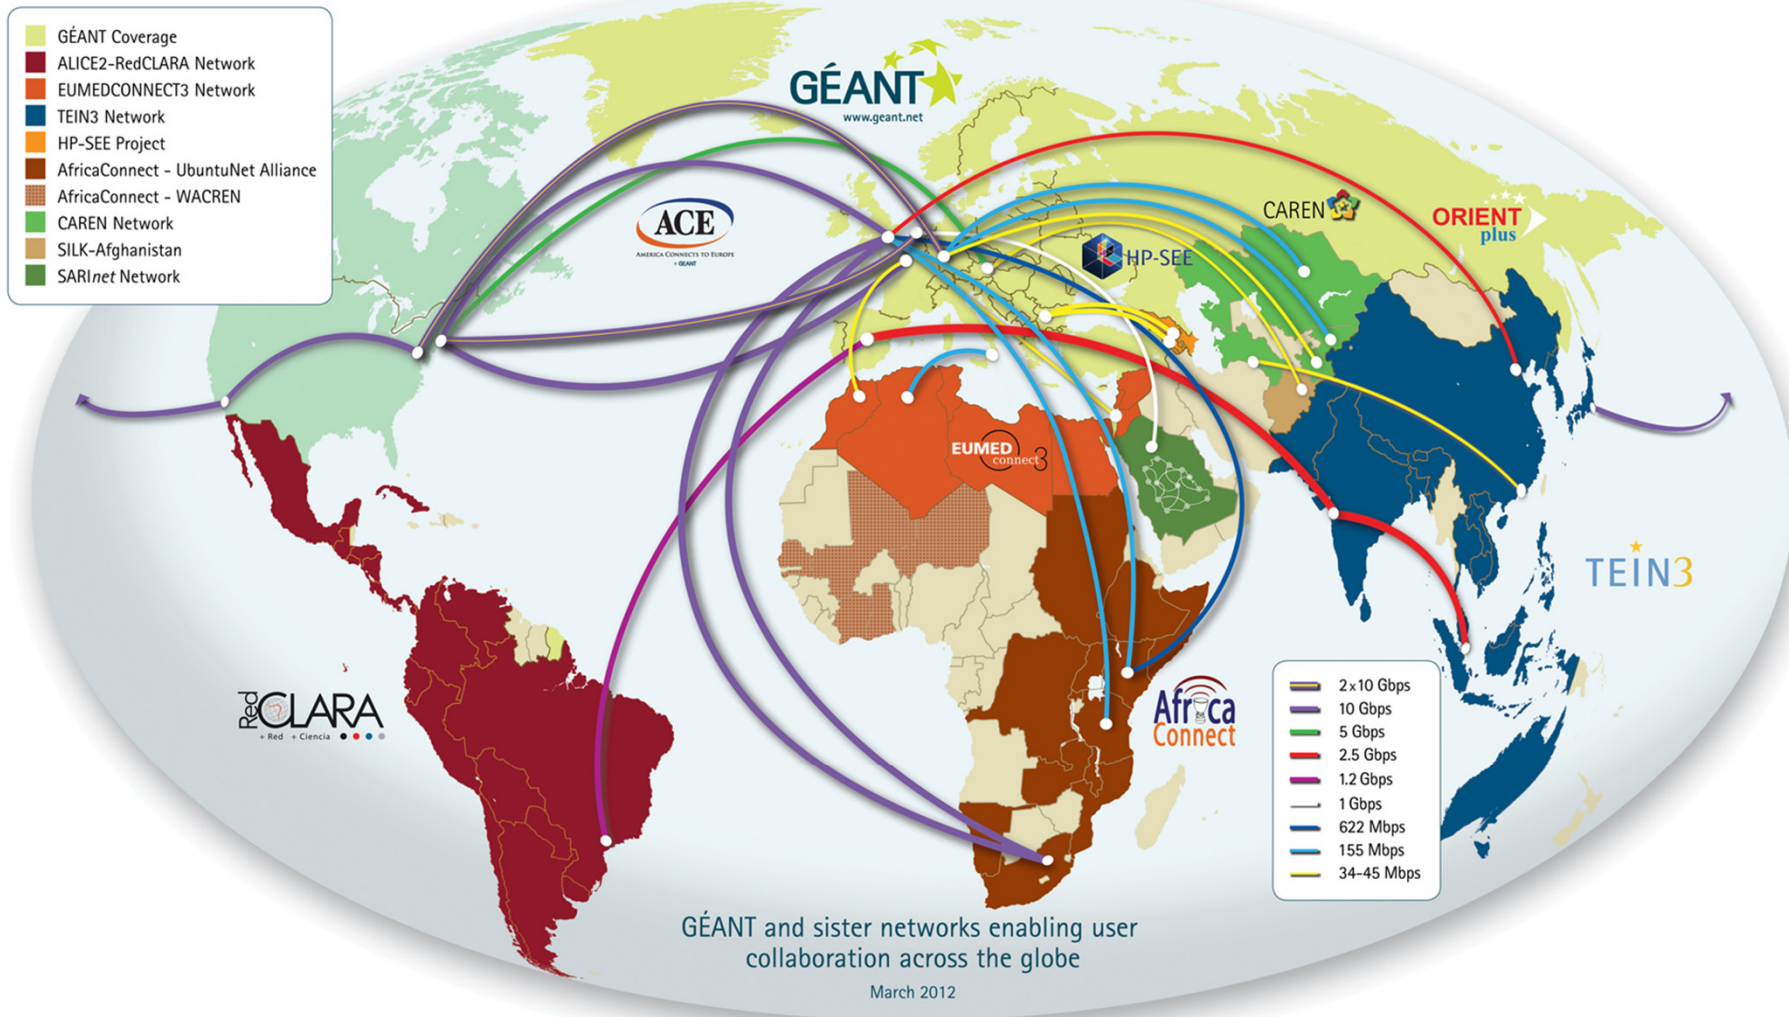 GÉANT Coverage
ALICE2-RedCLARA Network
EUMEDCONNECT3 Network
TEIN3 Network
HP-SEE Project
AfricaConnect - UbuntuNet Alliance
AfricaConnect - WACREN
CAREN Network
SILK-Afghanistan
SARInet Network
GÉANT
www.geant.net
ACE
AMERICA CONNECTS TO EUROPE
+ GEANT
CAREN
ORIENT
plus
HP-SEE
EUMED
connect3
TEIN3
Red
CLARA
+ Red + Ciencia
Africa
Connect
2x10 Gbps
10 Gbps
5 Gbps
2.5 Gbps
1.2 Gbps
1 Gbps
622 Mbps
155 Mbps
34-45 Mbps
GÉANT and sister networks enabling user
collaboration across the globe
March 2012